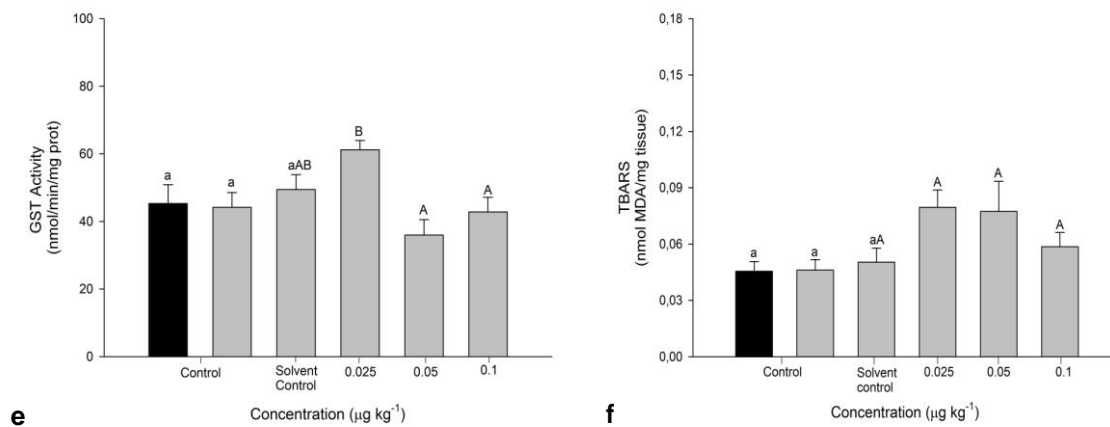 GST Activity
(nmol/min/mg prot)
100
80
60
40
20
0
a
a
aAB
B
A
A
Control
Solvent
Control
0.025
0.05
0.1
Concentration (µg kg⁻¹)
e
TBARS
(nmol MDA/mg tissue)
0,18
0,15
0,12
0,09
0,06
0,03
0,00
a
a
aA
A
A
A
Control
Solvent
control
0.025
0.05
0.1
Concentration (µg kg⁻¹)
f